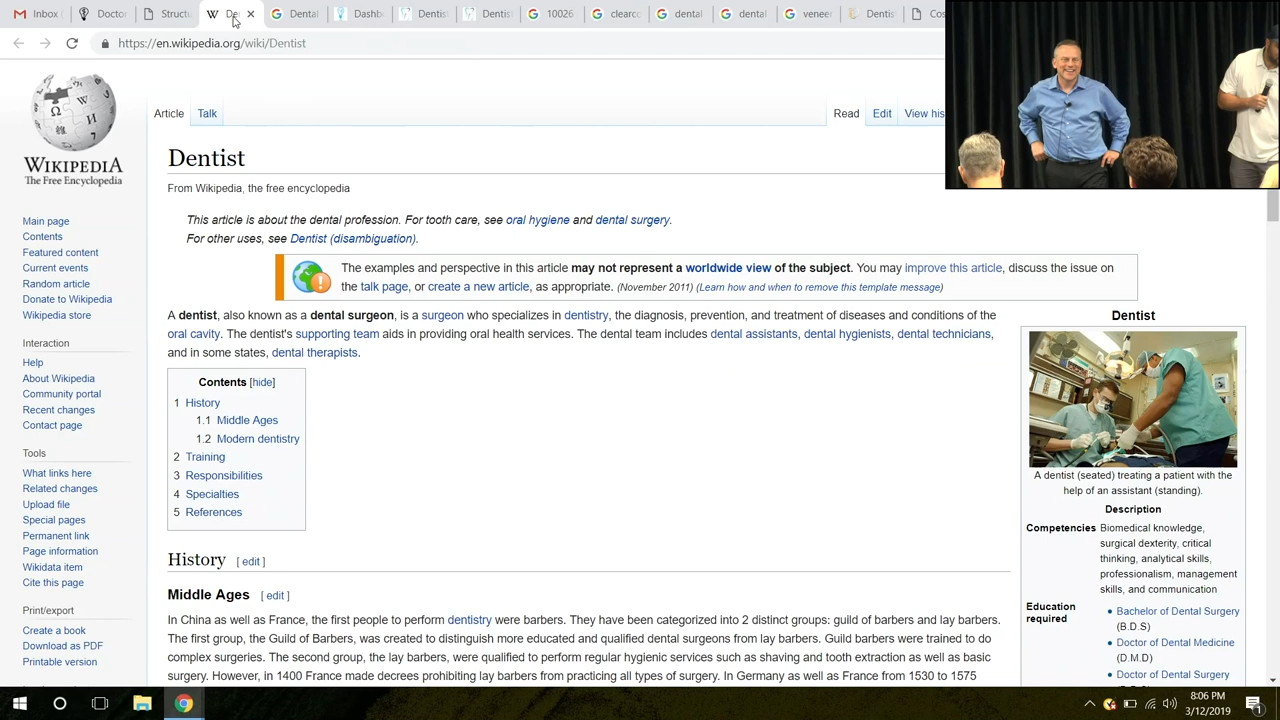 Inbox
Doctor
Structu
W
De
Dental
Dashb
Dentis
Dentis
10026
clearco
dental
dental
venee
Dentis
Cos
https://en.wikipedia.org/wiki/Dentist
WIKIPEDIA
The Free Encyclopedia
Main page
Contents
Featured content
Current events
Random article
Donate to Wikipedia
Wikipedia store
Interaction
Help
About Wikipedia
Community portal
Recent changes
Contact page
Tools
What links here
Related changes
Upload file
Special pages
Permanent link
Page information
Wikidata item
Cite this page
Print/export
Create a book
Download as PDF
Printable version
Article
Talk
Read
Edit
View his
Dentist
From Wikipedia, the free encyclopedia
This article is about the dental profession. For tooth care, see oral hygiene and dental surgery.
For other uses, see Dentist (disambiguation).
The examples and perspective in this article may not represent a worldwide view of the subject. You may improve this article, discuss the issue on
the talk page, or create a new article, as appropriate. (November 2011) (Learn how and when to remove this template message)
A dentist, also known as a dental surgeon, is a surgeon who specializes in dentistry, the diagnosis, prevention, and treatment of diseases and conditions of the
oral cavity. The dentist's supporting team aids in providing oral health services. The dental team includes dental assistants, dental hygienists, dental technicians,
and in some states, dental therapists.
Contents [hide]
1 History
1.1 Middle Ages
1.2 Modern dentistry
2 Training
3 Responsibilities
4 Specialties
5 References
History [ edit ]
Middle Ages [ edit ]
In China as well as France, the first people to perform dentistry were barbers. They have been categorized into 2 distinct groups: guild of barbers and lay barbers.
The first group, the Guild of Barbers, was created to distinguish more educated and qualified dental surgeons from lay barbers. Guild barbers were trained to do
complex surgeries. The second group, the lay barbers, were qualified to perform regular hygienic services such as shaving and tooth extraction as well as basic
surgery. However, in 1400 France made decrees prohibiting lay barbers from practicing all types of surgery. In Germany as well as France from 1530 to 1575
Dentist
A dentist (seated) treating a patient with the
help of an assistant (standing).
Description
Competencies Biomedical knowledge,
surgical dexterity, critical
thinking, analytical skills,
professionalism, management
skills, and communication
Education
required
• Bachelor of Dental Surgery
(B.D.S)
• Doctor of Dental Medicine
(D.M.D)
• Doctor of Dental Surgery
8:06 PM
3/12/2019
1